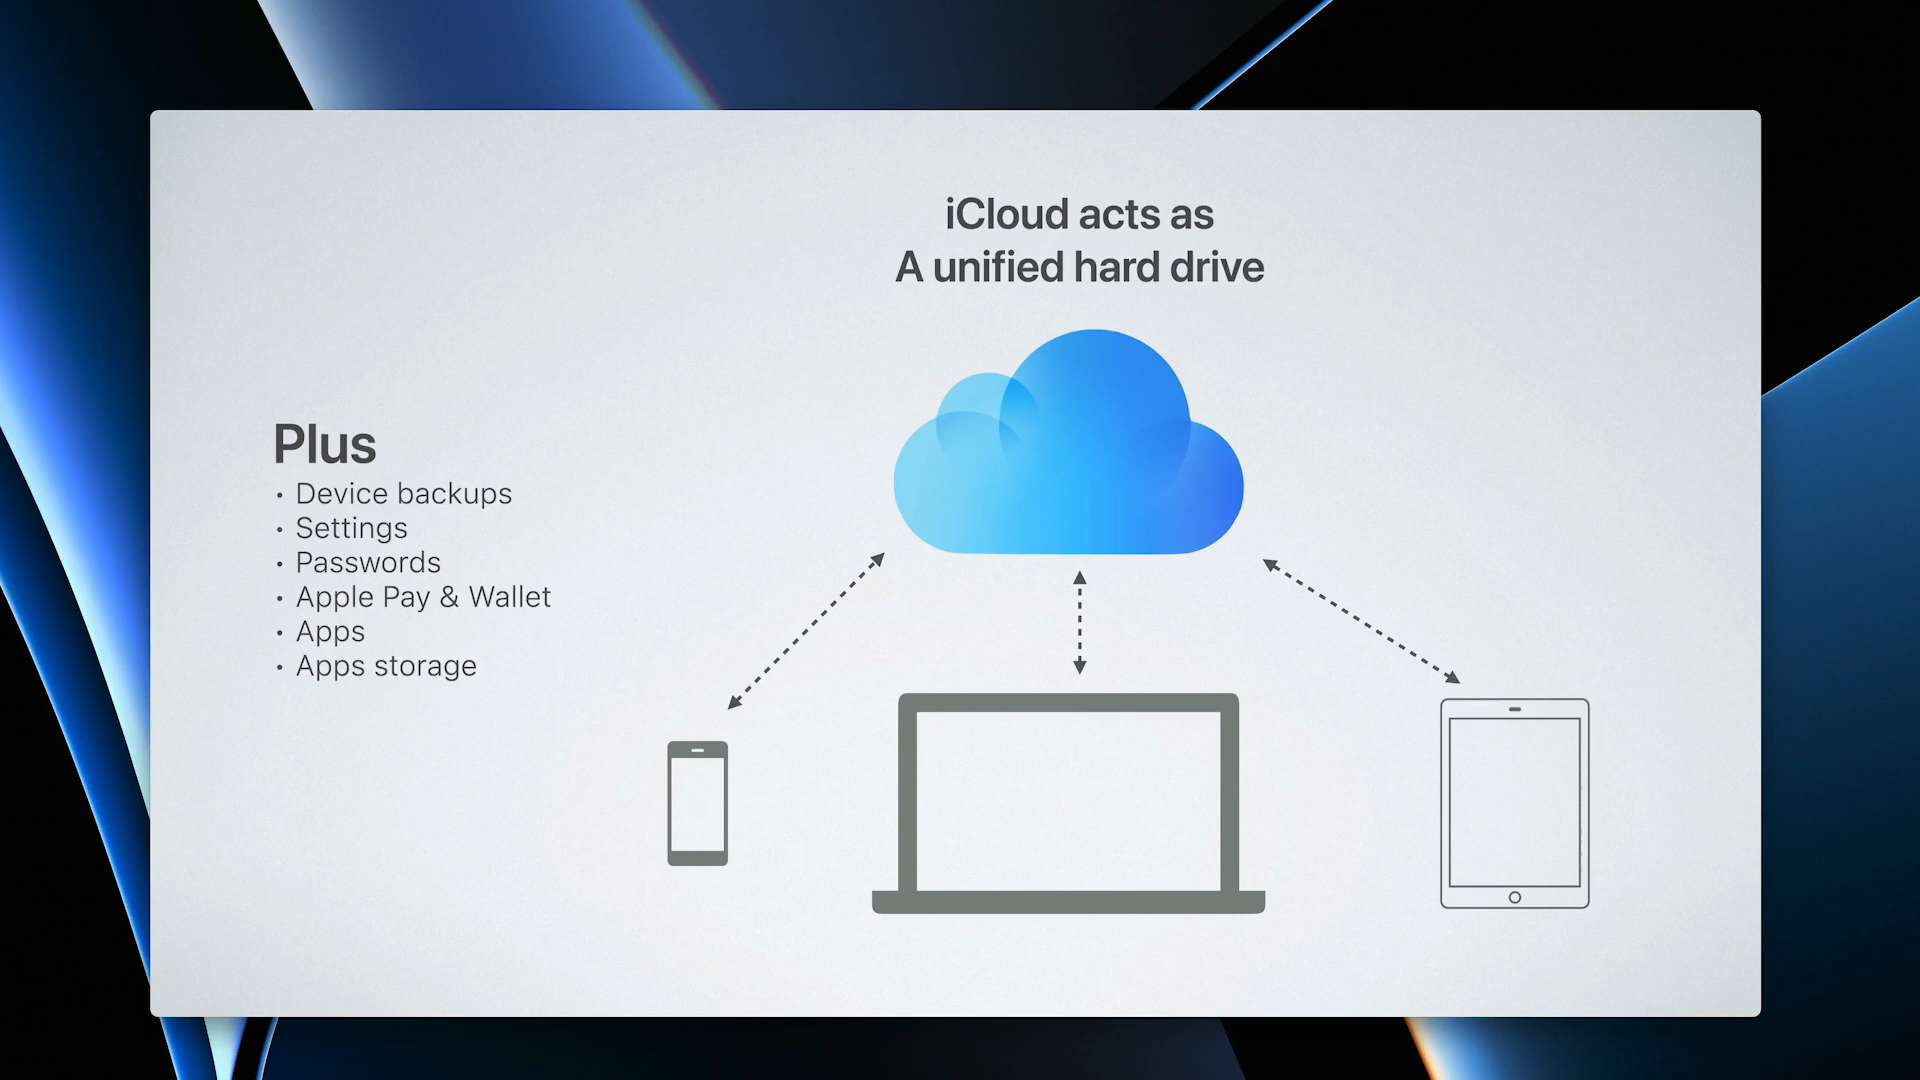 iCloud acts as
A unified hard drive
Plus
• Device backups
• Settings
• Passwords
• Apple Pay & Wallet
• Apps
• Apps storage